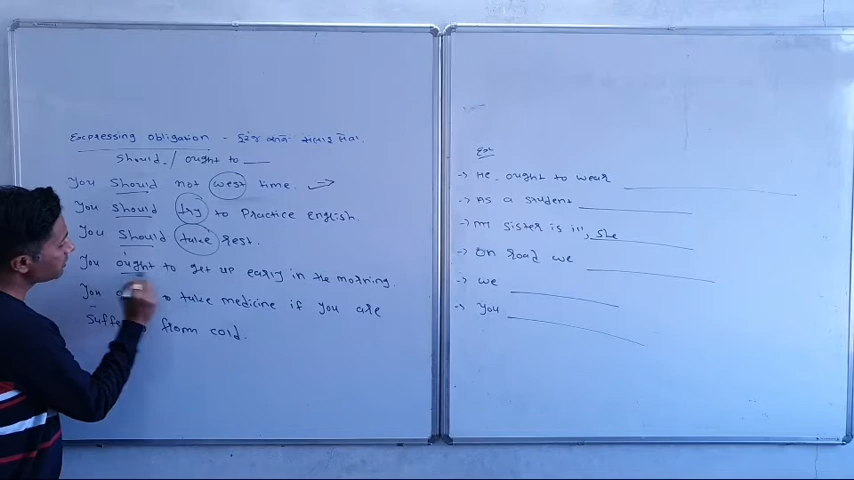 Expressing obligation -
Should / ought to ___
You Should not west time.
You Should try to Practice English.
You Should take rest.
You ought to get up early in the morning.
You to take medicine if you are
from cold.
Ex.
→ He ought to wear
→ As a student
→ my sister is ill, she
→ On road we
→ we
→ you